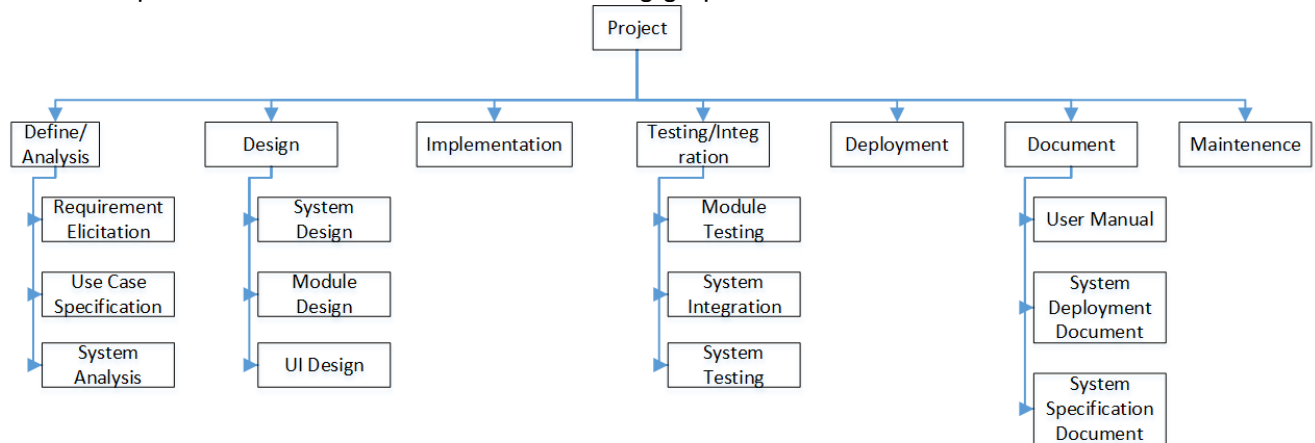 Project
Define/
Analysis
Design
Implementation
Testing/Integ
ration
Deployment
Document
Maintenence
Requirement
Elicitation
Use Case
Specification
System
Analysis
System
Design
Module
Design
UI Design
Module
Testing
System
Integration
System
Testing
User Manual
System
Deployment
Document
System
Specification
Document